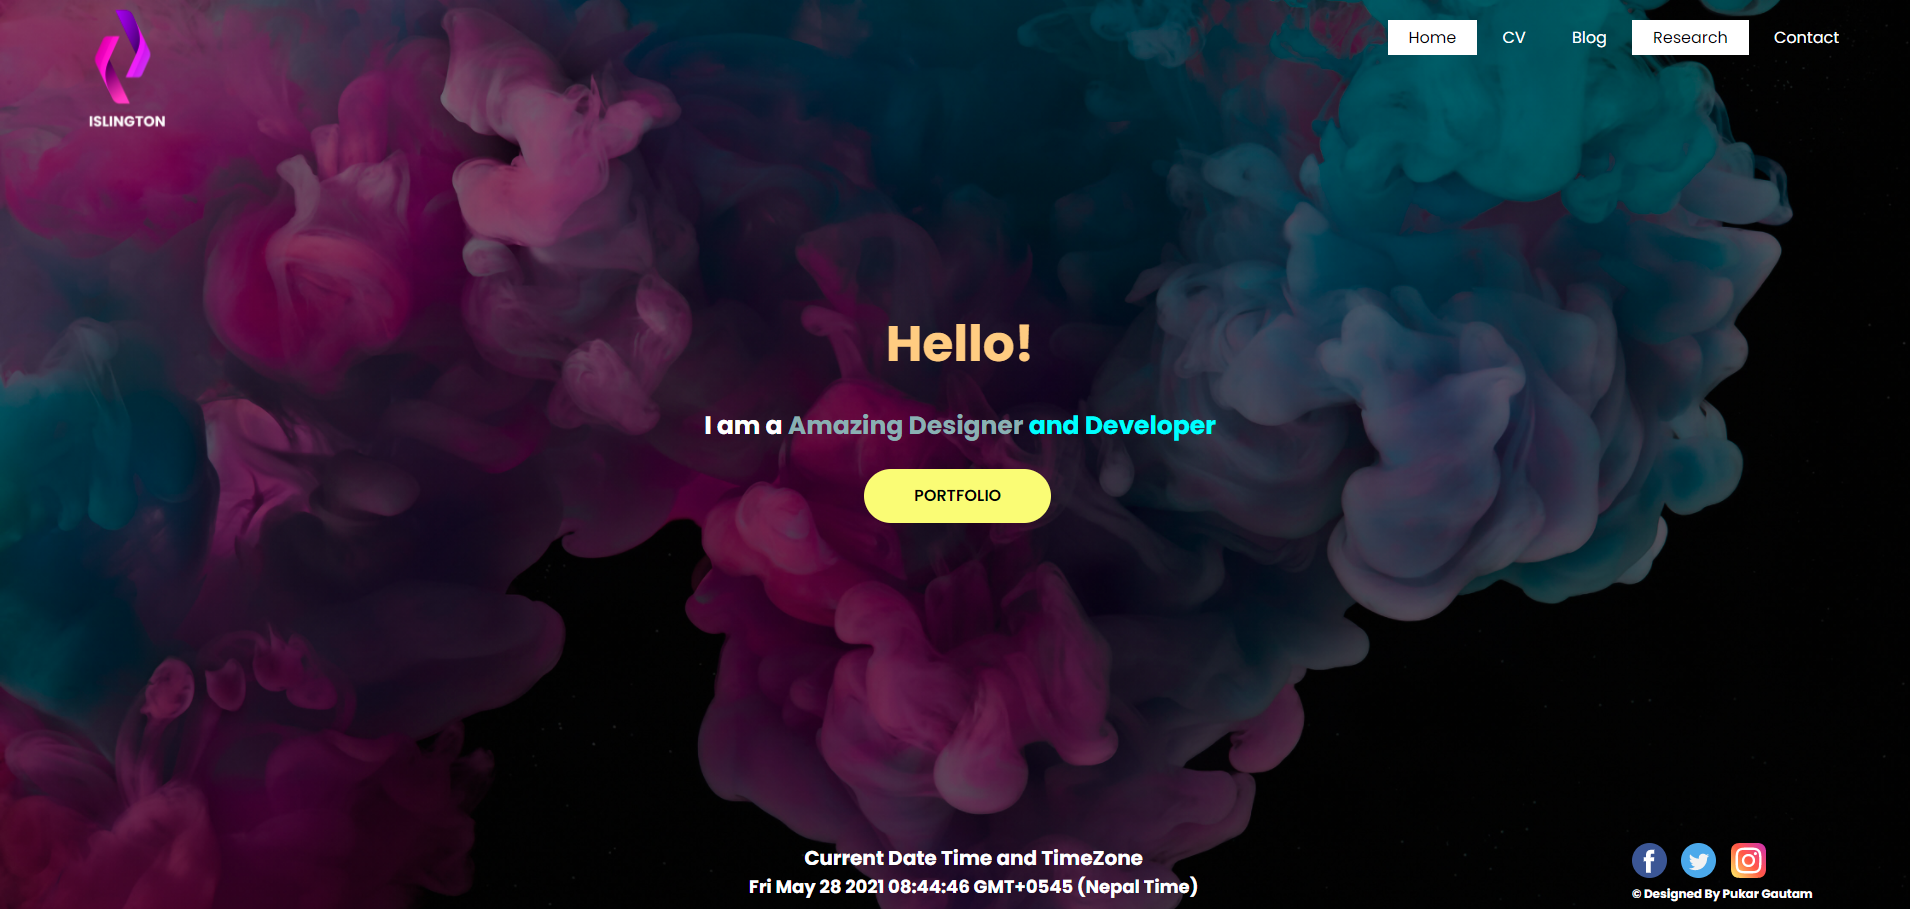 ISLINGTON
Home CV Blog Research Contact
Hello!
I am a Amazing Designer and Developer
PORTFOLIO
Current Date Time and TimeZone
Fri May 28 2021 08:44:46 GMT+0545 (Nepal Time)
© Designed By Pukar Gautam